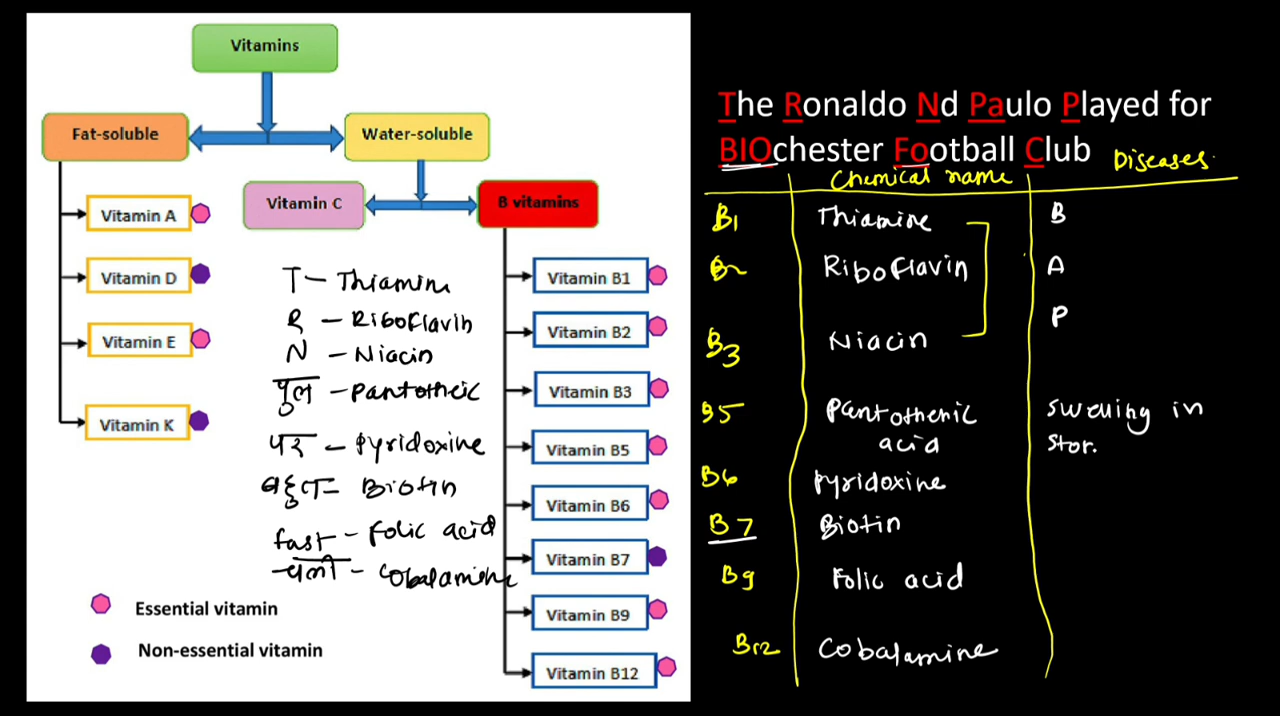 Vitamins
Fat-soluble
Water-soluble
Vitamin C
B vitamins
Vitamin A
Vitamin D
Vitamin E
Vitamin K
Vitamin B1
Vitamin B2
Vitamin B3
Vitamin B5
Vitamin B6
Vitamin B7
Vitamin B9
Vitamin B12
T - Thiamine
R - Riboflavin
N - Niacin
पुल - Pantotheic
पर - Pyridoxine
बहुत = Biotin
fast - Folic acid
चली - Cobalamine
Essential vitamin
Non-essential vitamin
The Ronaldo Nd Paulo Played for
BIOchester Football Club
Chemical name Diseases.
B1 Thiamine B
B2 Riboflavin A
P
B3 Niacin
B5 Pantothenic swelling in
acid stor.
B6 Pyridoxine
B7 Biotin
B9 Folic acid
B12 Cobalamine